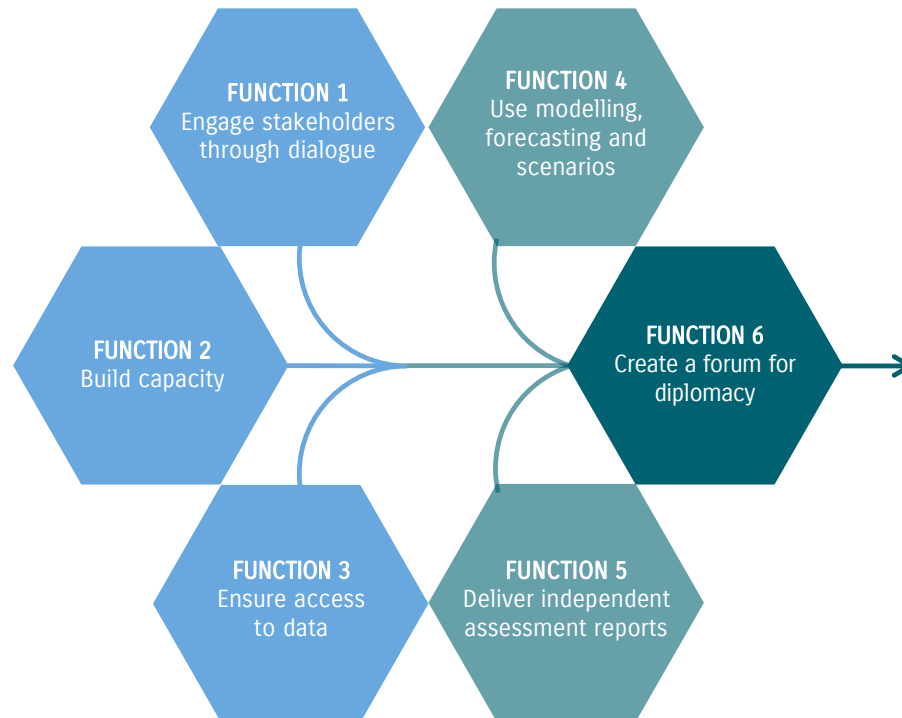 FUNCTION 1
Engage stakeholders
through dialogue
FUNCTION 2
Build capacity
FUNCTION 3
Ensure access
to data
FUNCTION 4
Use modelling,
forecasting and
scenarios
FUNCTION 5
Deliver independent
assessment reports
FUNCTION 6
Create a forum for
diplomacy